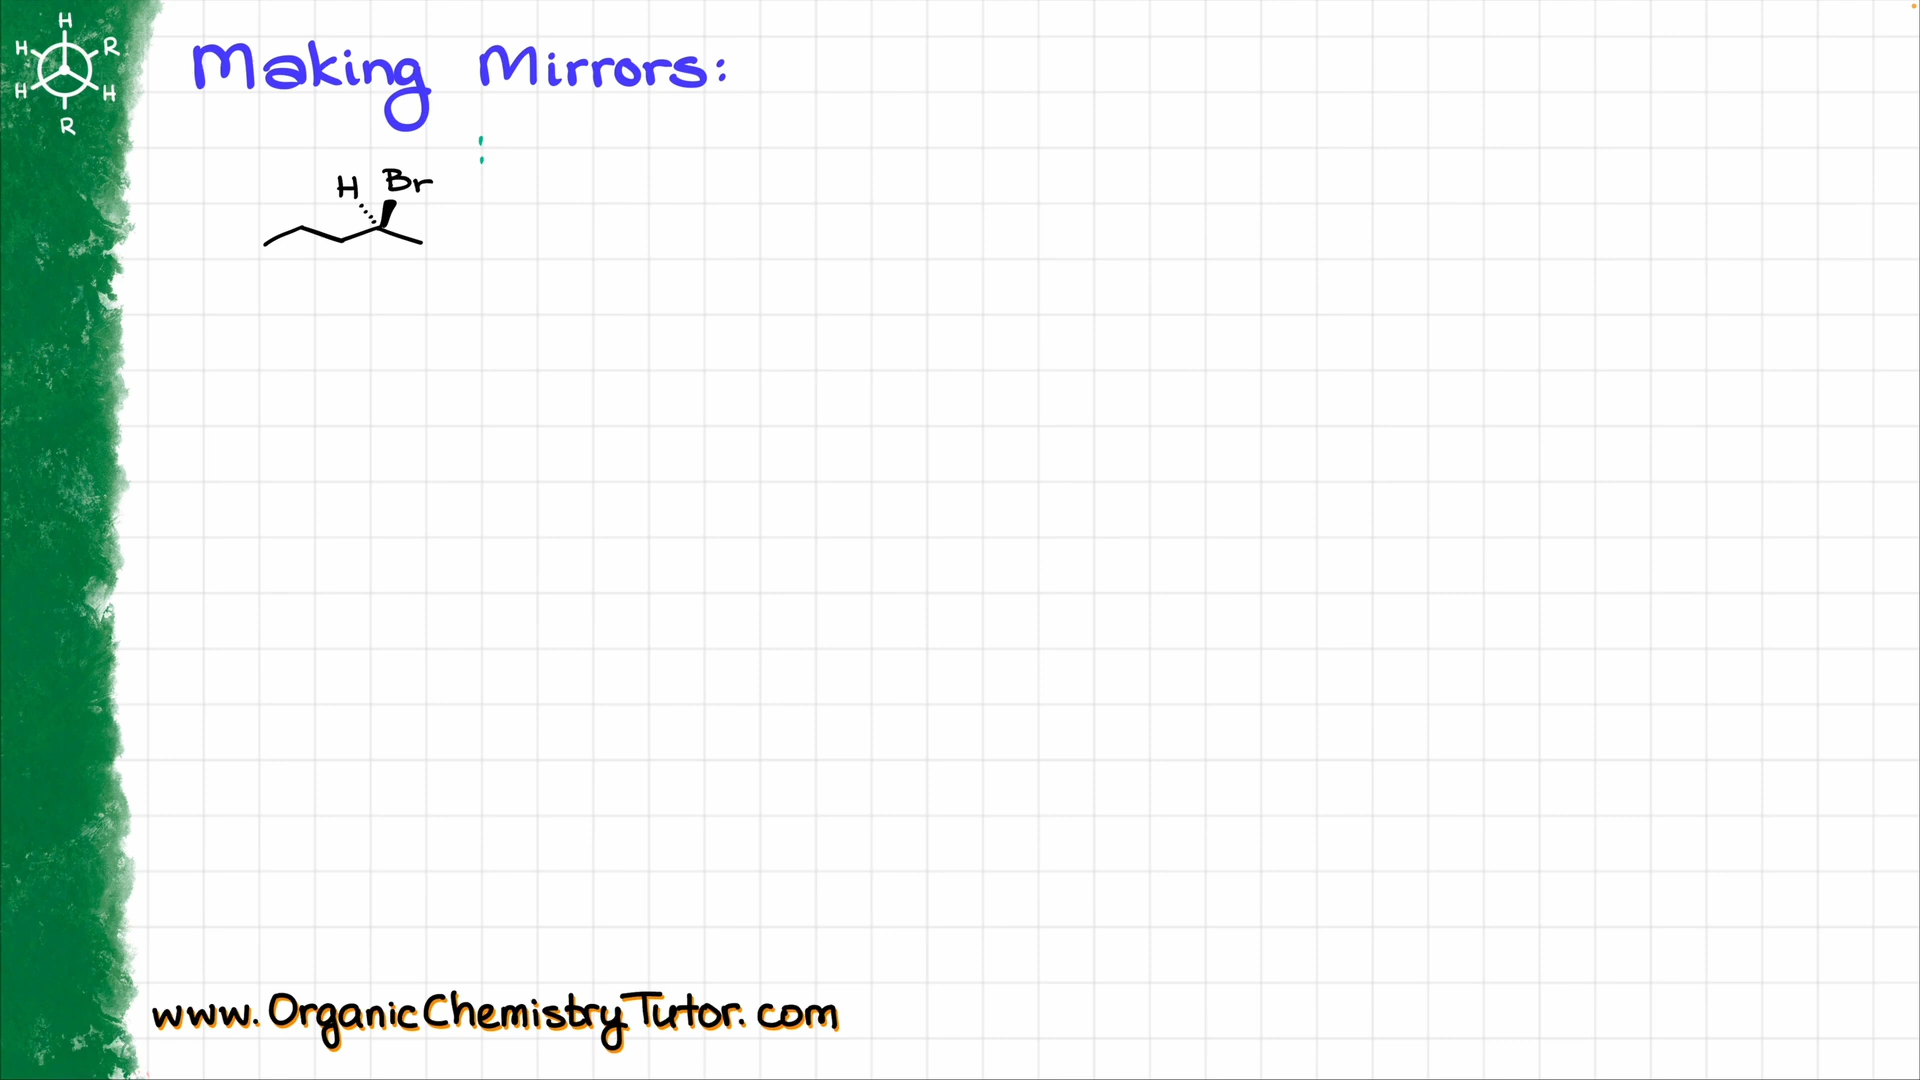 H
H R
H H
R
Making Mirrors:
H Br
www.OrganicChemistryTutor.com